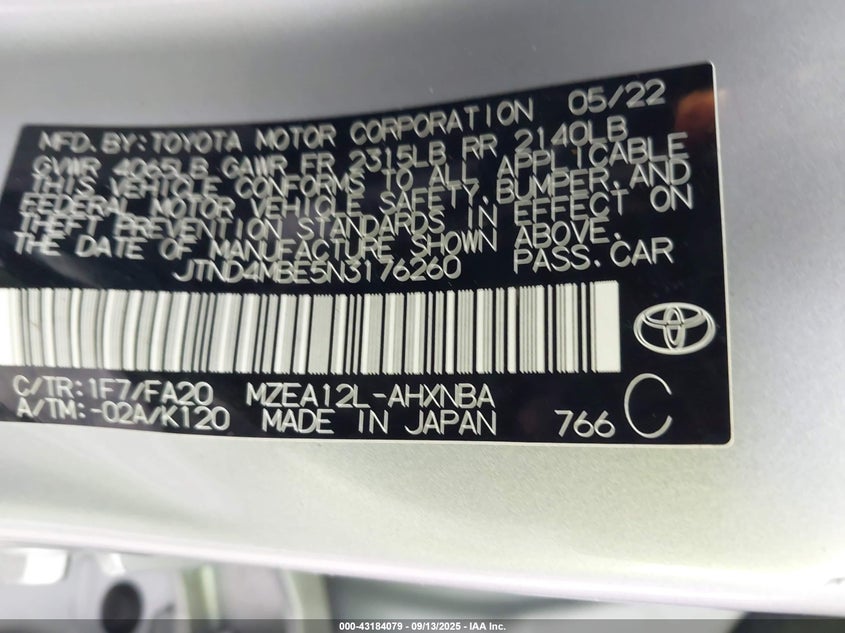 MFD. BY: TOYOTA MOTOR CORPORATION 05/22
GVWR 4065LB GAWR FR 2315LB RR 2140LB
THIS VEHICLE CONFORMS TO ALL APPLICABLE
FEDERAL MOTOR VEHICLE SAFETY, BUMPER, AND
THEFT PREVENTION STANDARDS IN EFFECT ON
THE DATE OF MANUFACTURE SHOWN ABOVE.
JTND4MBE5N3176260 PASS. CAR
C/TR: 1F7/FA20 MZEA12L-AHXNBA
A/TM: -02A/K120 MADE IN JAPAN 766 C
000-43184079 - 09/13/2025 - IAA Inc.